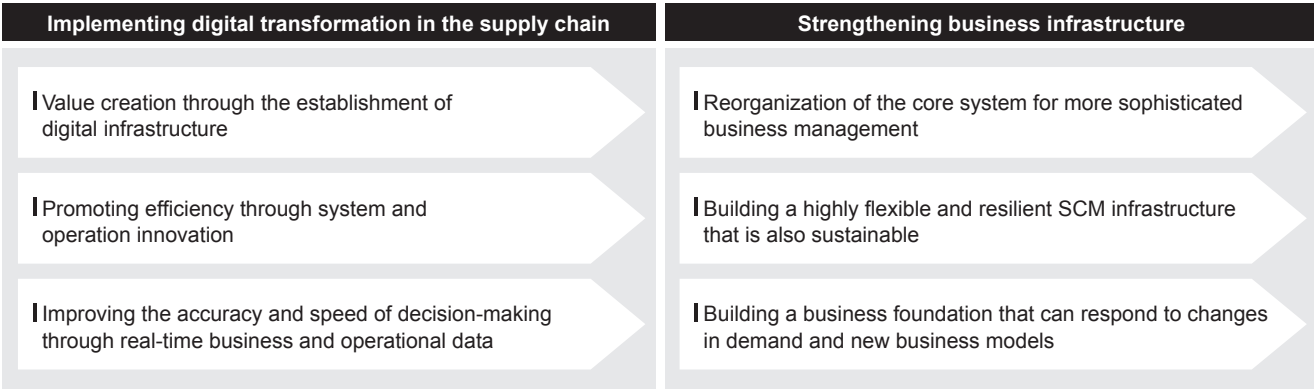 Implementing digital transformation in the supply chain
Value creation through the establishment of
digital infrastructure
Promoting efficiency through system and
operation innovation
Improving the accuracy and speed of decision-making
through real-time business and operational data
Strengthening business infrastructure
Reorganization of the core system for more sophisticated
business management
Building a highly flexible and resilient SCM infrastructure
that is also sustainable
Building a business foundation that can respond to changes
in demand and new business models